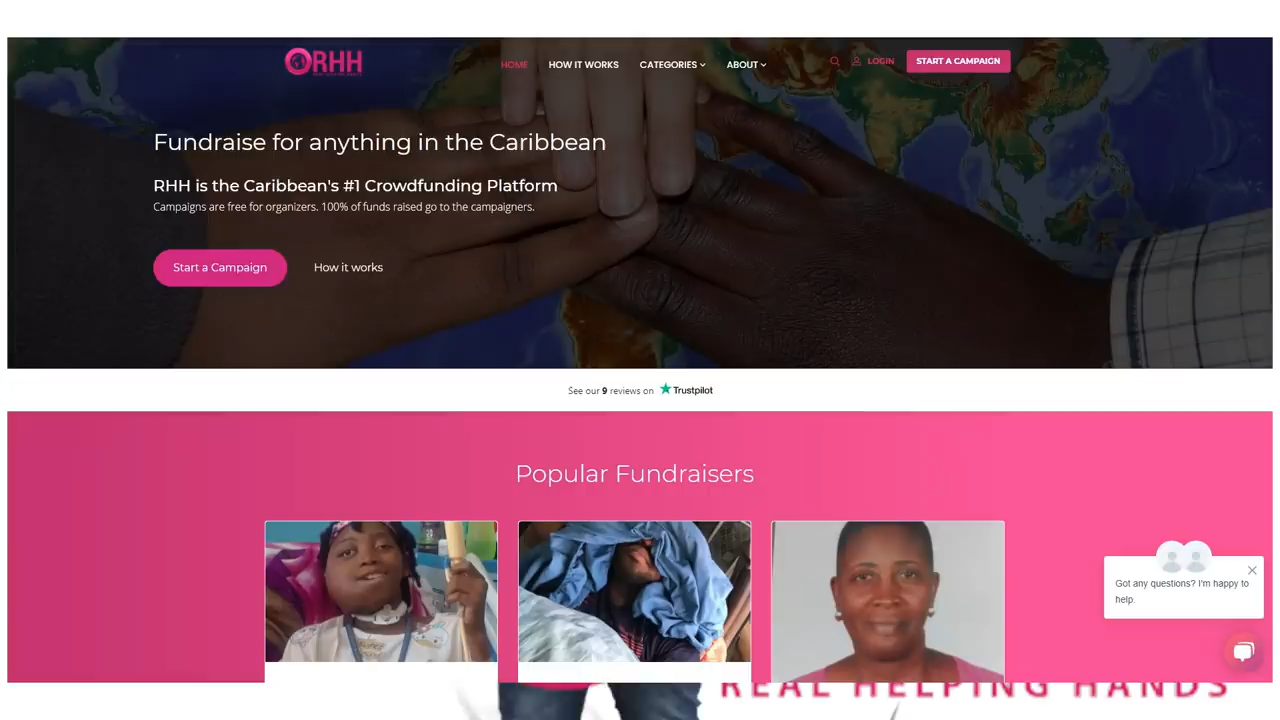 RHH
HOME
HOW IT WORKS
CATEGORIES
ABOUT
LOGIN
START A CAMPAIGN
Fundraise for anything in the Caribbean
RHH is the Caribbean's #1 Crowdfunding Platform
Campaigns are free for organizers. 100% of funds raised go to the campaigners.
Start a Campaign
How it works
See our 9 reviews on Trustpilot
Popular Fundraisers
Got any questions? I'm happy to
help.
REAL HELPING HANDS